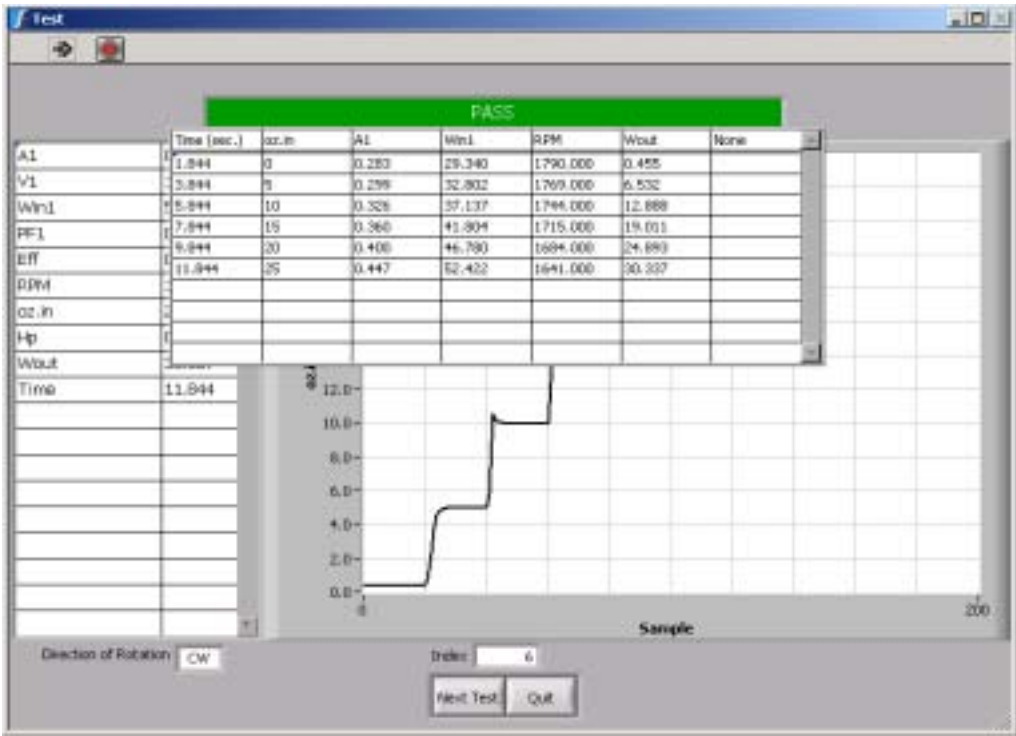 Test
PASS
Time (sec.) oz.in A1 Win1 RPM Wout None
1.844 0 0.283 29.340 1790.000 0.455
3.844 5 0.299 32.802 1769.000 6.532
5.844 10 0.326 37.137 1744.000 12.888
7.844 15 0.360 41.804 1715.000 19.011
9.844 20 0.400 46.780 1684.000 24.893
11.844 25 0.447 52.422 1641.000 30.337
A1
V1
Win1
PF1
Eff
RPM
oz.in
Hp
Wout
Time 11.844
12.0
10.0
8.0
6.0
4.0
2.0
0.0
0 200
Sample
Direction of Rotation CW
Index 6
Next Test Quit